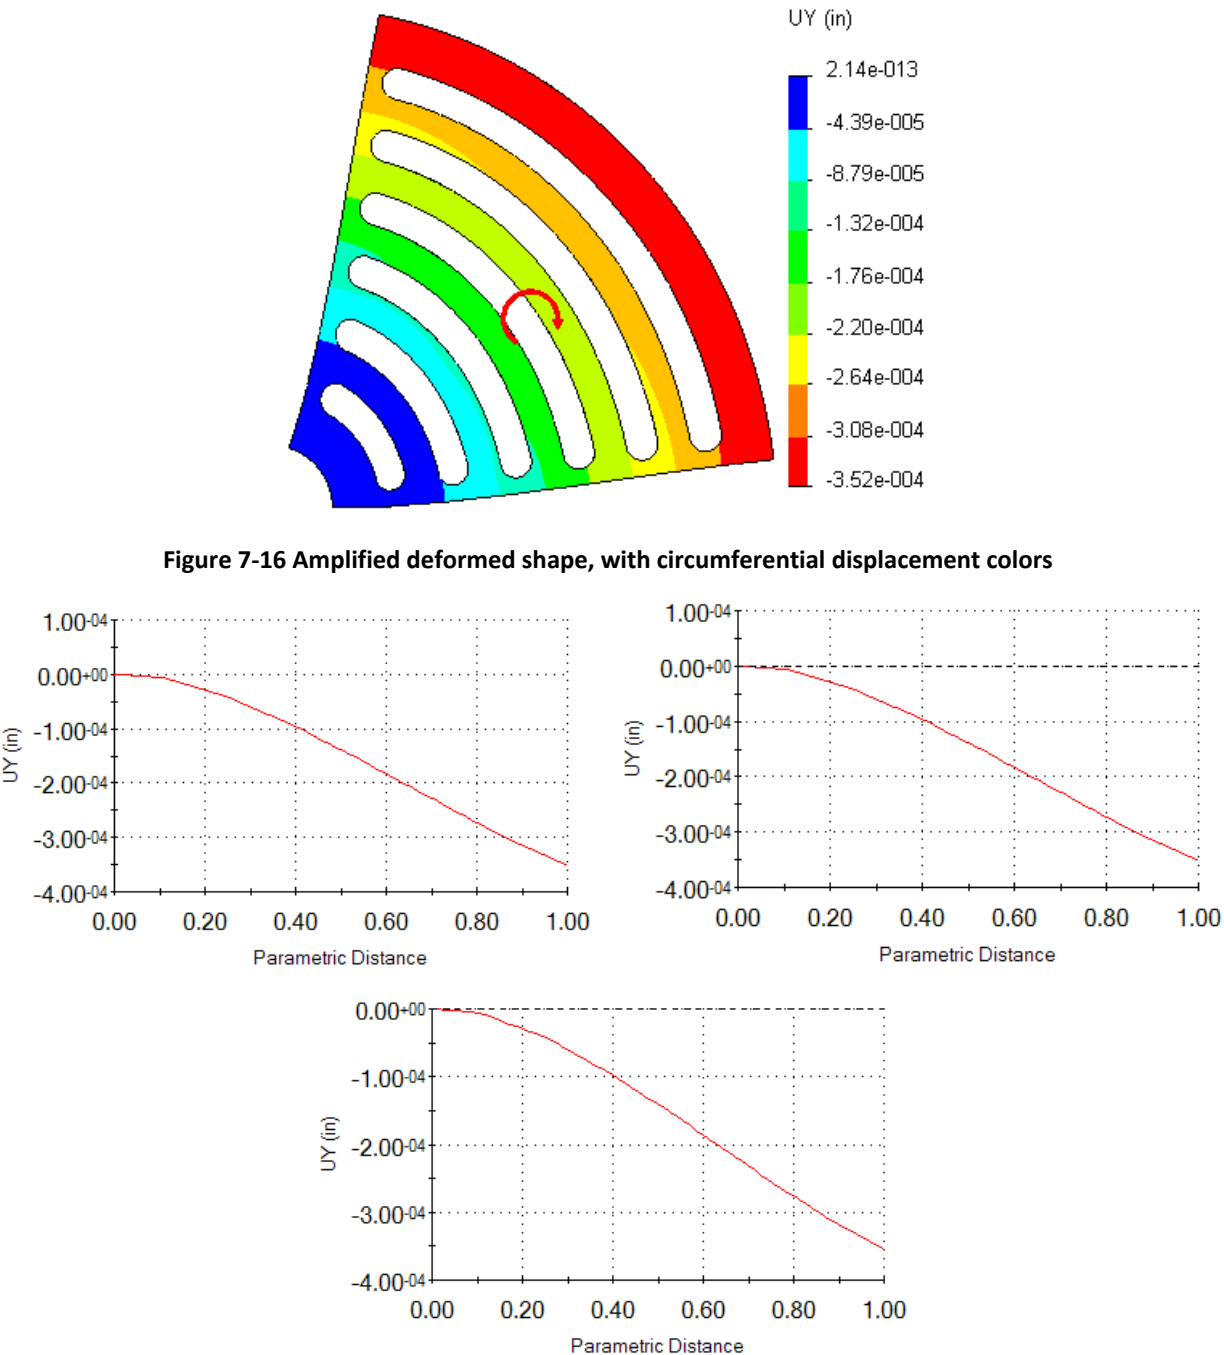 UY (in)
2.14e-013
-4.39e-005
-8.79e-005
-1.32e-004
-1.76e-004
-2.20e-004
-2.64e-004
-3.08e-004
-3.52e-004
Figure 7-16 Amplified deformed shape, with circumferential displacement colors
1.00-04
0.00+00
-1.00-04
-2.00-04
-3.00-04
-4.00-04
UY (in)
0.00 0.20 0.40 0.60 0.80 1.00
Parametric Distance
1.00-04
0.00+00
-1.00-04
-2.00-04
-3.00-04
-4.00-04
UY (in)
0.00 0.20 0.40 0.60 0.80 1.00
Parametric Distance
0.00+00
-1.00-04
-2.00-04
-3.00-04
-4.00-04
UY (in)
0.00 0.20 0.40 0.60 0.80 1.00
Parametric Distance